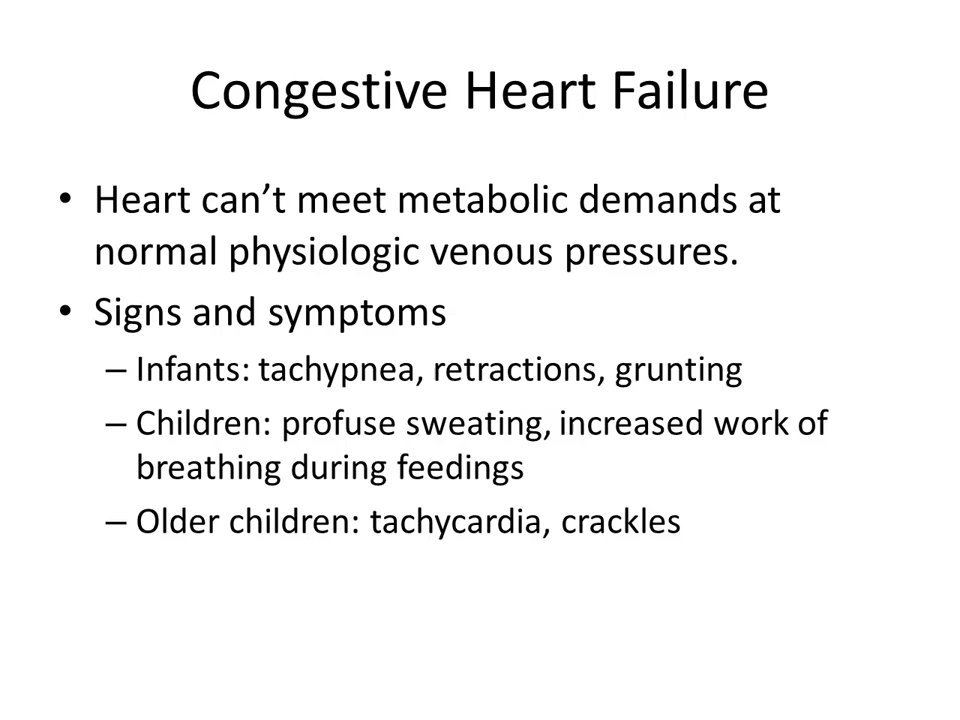 Congestive Heart Failure
• Heart can’t meet metabolic demands at
normal physiologic venous pressures.
• Signs and symptoms
– Infants: tachypnea, retractions, grunting
– Children: profuse sweating, increased work of
breathing during feedings
– Older children: tachycardia, crackles